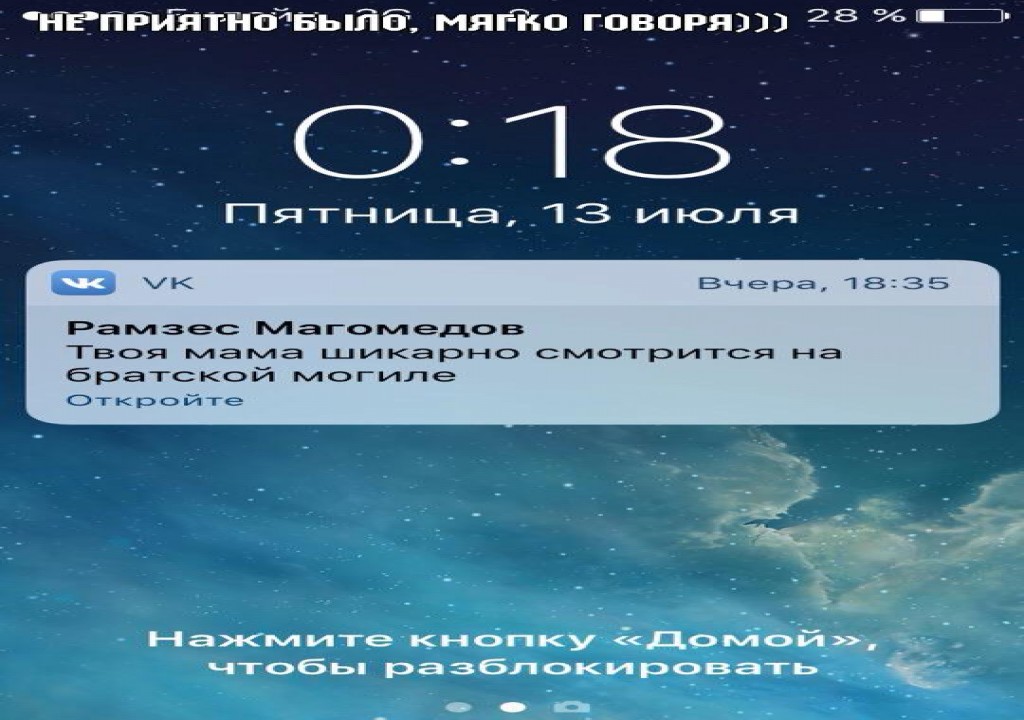 НЕ ПРИЯТНО БЫЛО, МЯГКО ГОВОРЯ)))
28 %
0:18
Пятница, 13 июля
VK
Вчера, 18:35
Рамзес Магомедов
Твоя мама шикарно смотрится на
братской могиле
Откройте
Нажмите кнопку «Домой»,
чтобы разблокировать